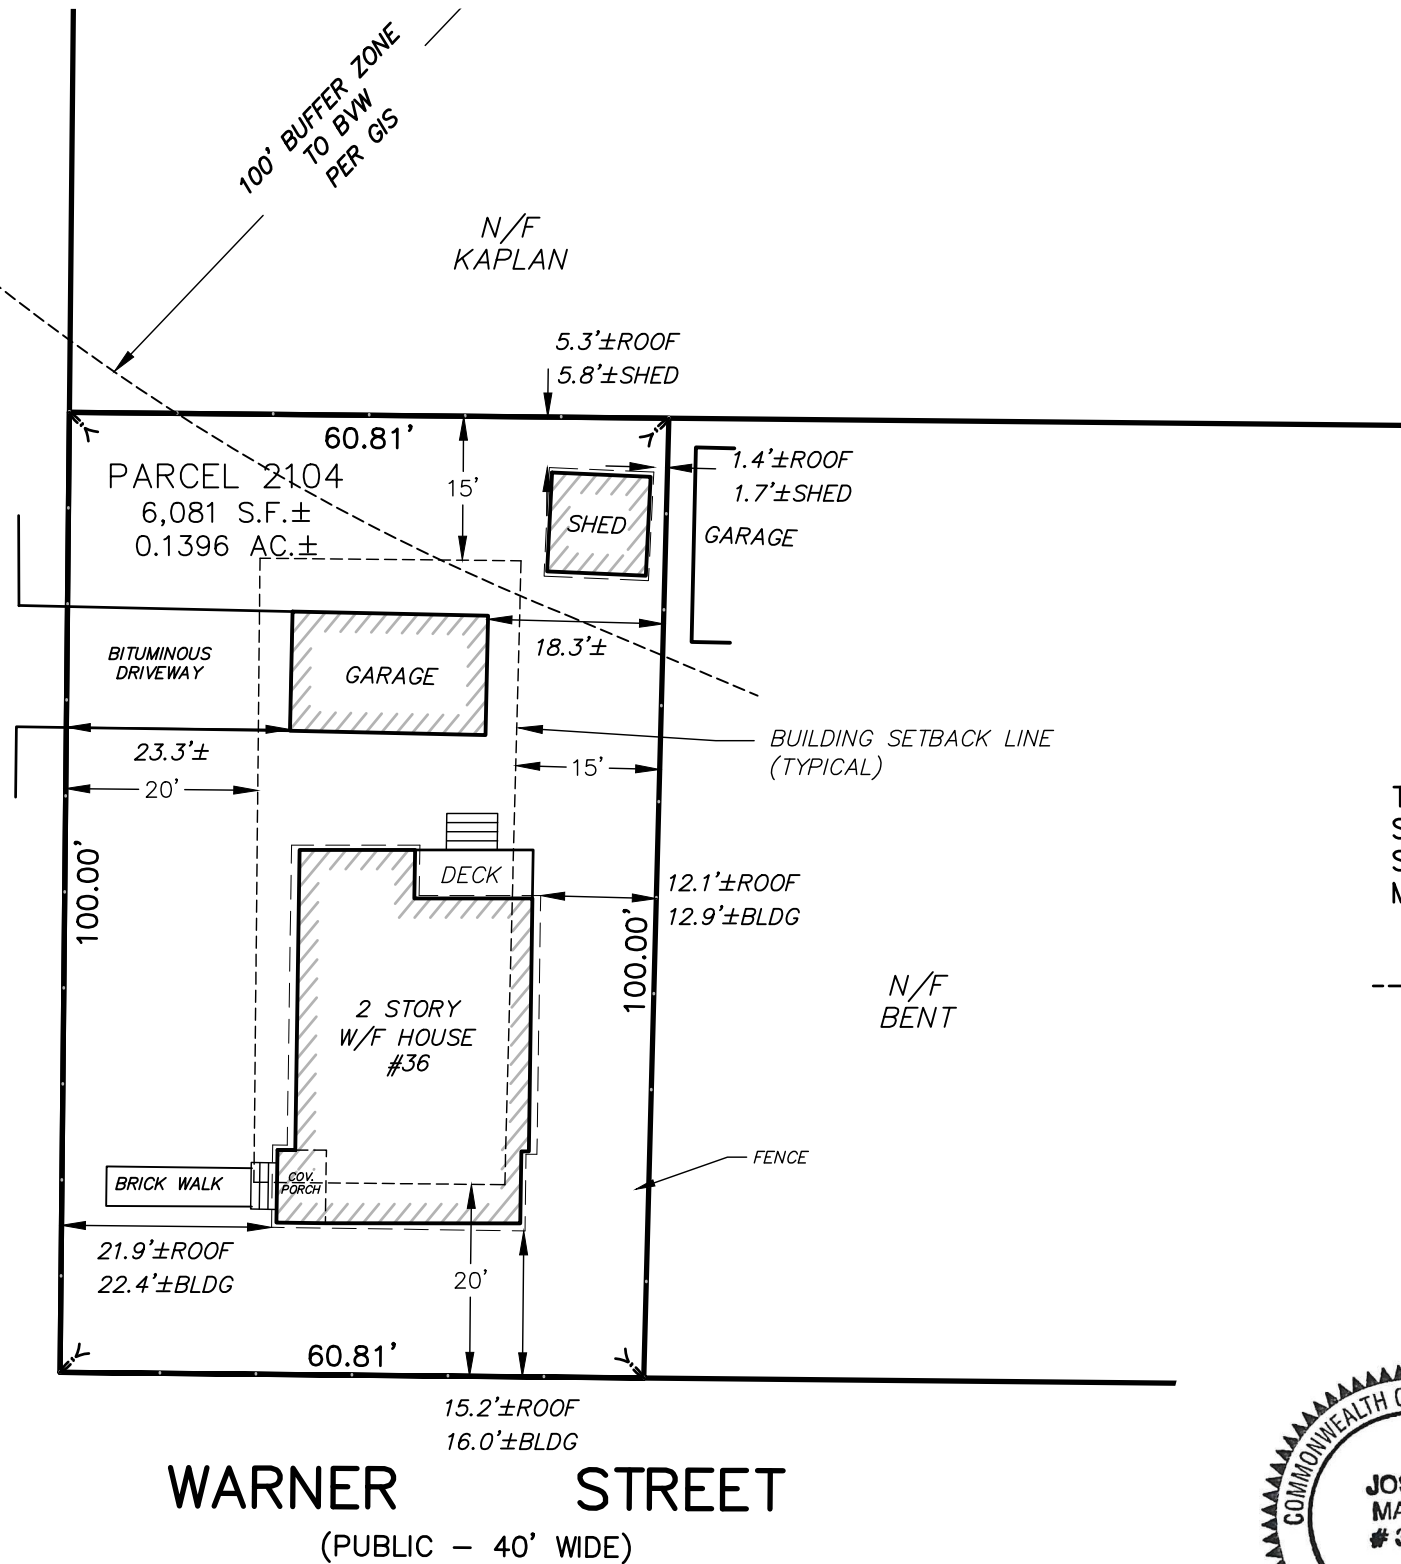 100' BUFFER ZONE
TO BVW
PER GIS
N/F
KAPLAN
5.3'±ROOF
5.8'±SHED
60.81'
PARCEL 2104
6,081 S.F.±
0.1396 AC.±
15'
SHED
1.4'±ROOF
1.7'±SHED
GARAGE
18.3'±
BITUMINOUS
DRIVEWAY
GARAGE
23.3'±
20'
15'
BUILDING SETBACK LINE
(TYPICAL)
100.00'
DECK
12.1'±ROOF
12.9'±BLDG
100.00'
2 STORY
W/F HOUSE
#36
N/F
BENT
FENCE
BRICK WALK
COV.
PORCH
21.9'±ROOF
22.4'±BLDG
20'
60.81'
15.2'±ROOF
16.0'±BLDG
WARNER STREET
(PUBLIC – 40' WIDE)
COMMONWEALTH